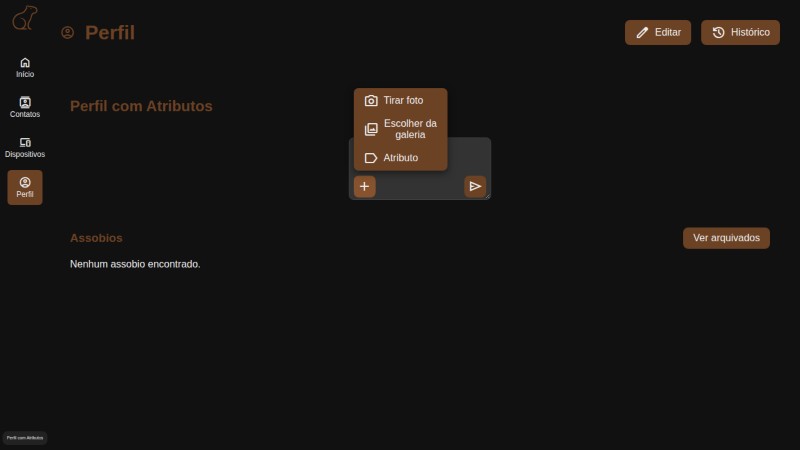 Perfil
Editar
Histórico
Início
Contatos
Dispositivos
Perfil
Perfil com Atributos
Tirar foto
Escolher da
galeria
Atributo
Assobios
Ver arquivados
Nenhum assobio encontrado.
Perfil com Atributos